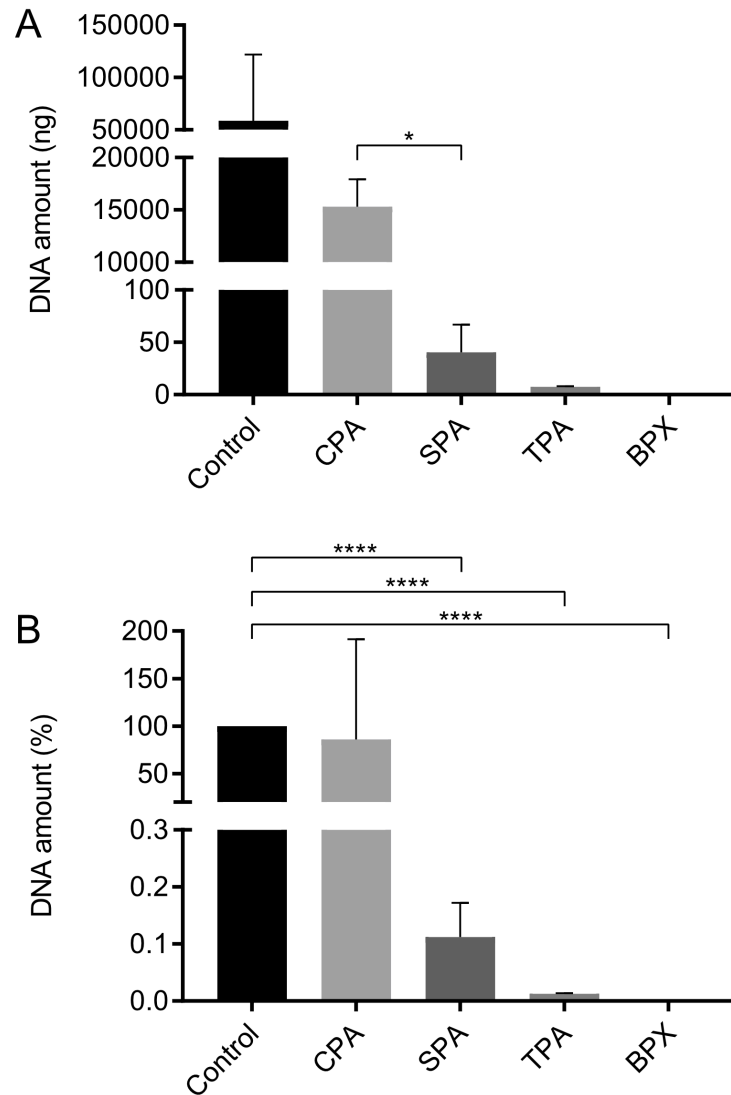 A
DNA amount (ng)
150000
100000
50000
20000
15000
10000
100
50
0
*
Control
CPA
SPA
TPA
BPX
B
DNA amount (%)
****
****
****
200
150
100
50
0.3
0.2
0.1
0.0
Control
CPA
SPA
TPA
BPX